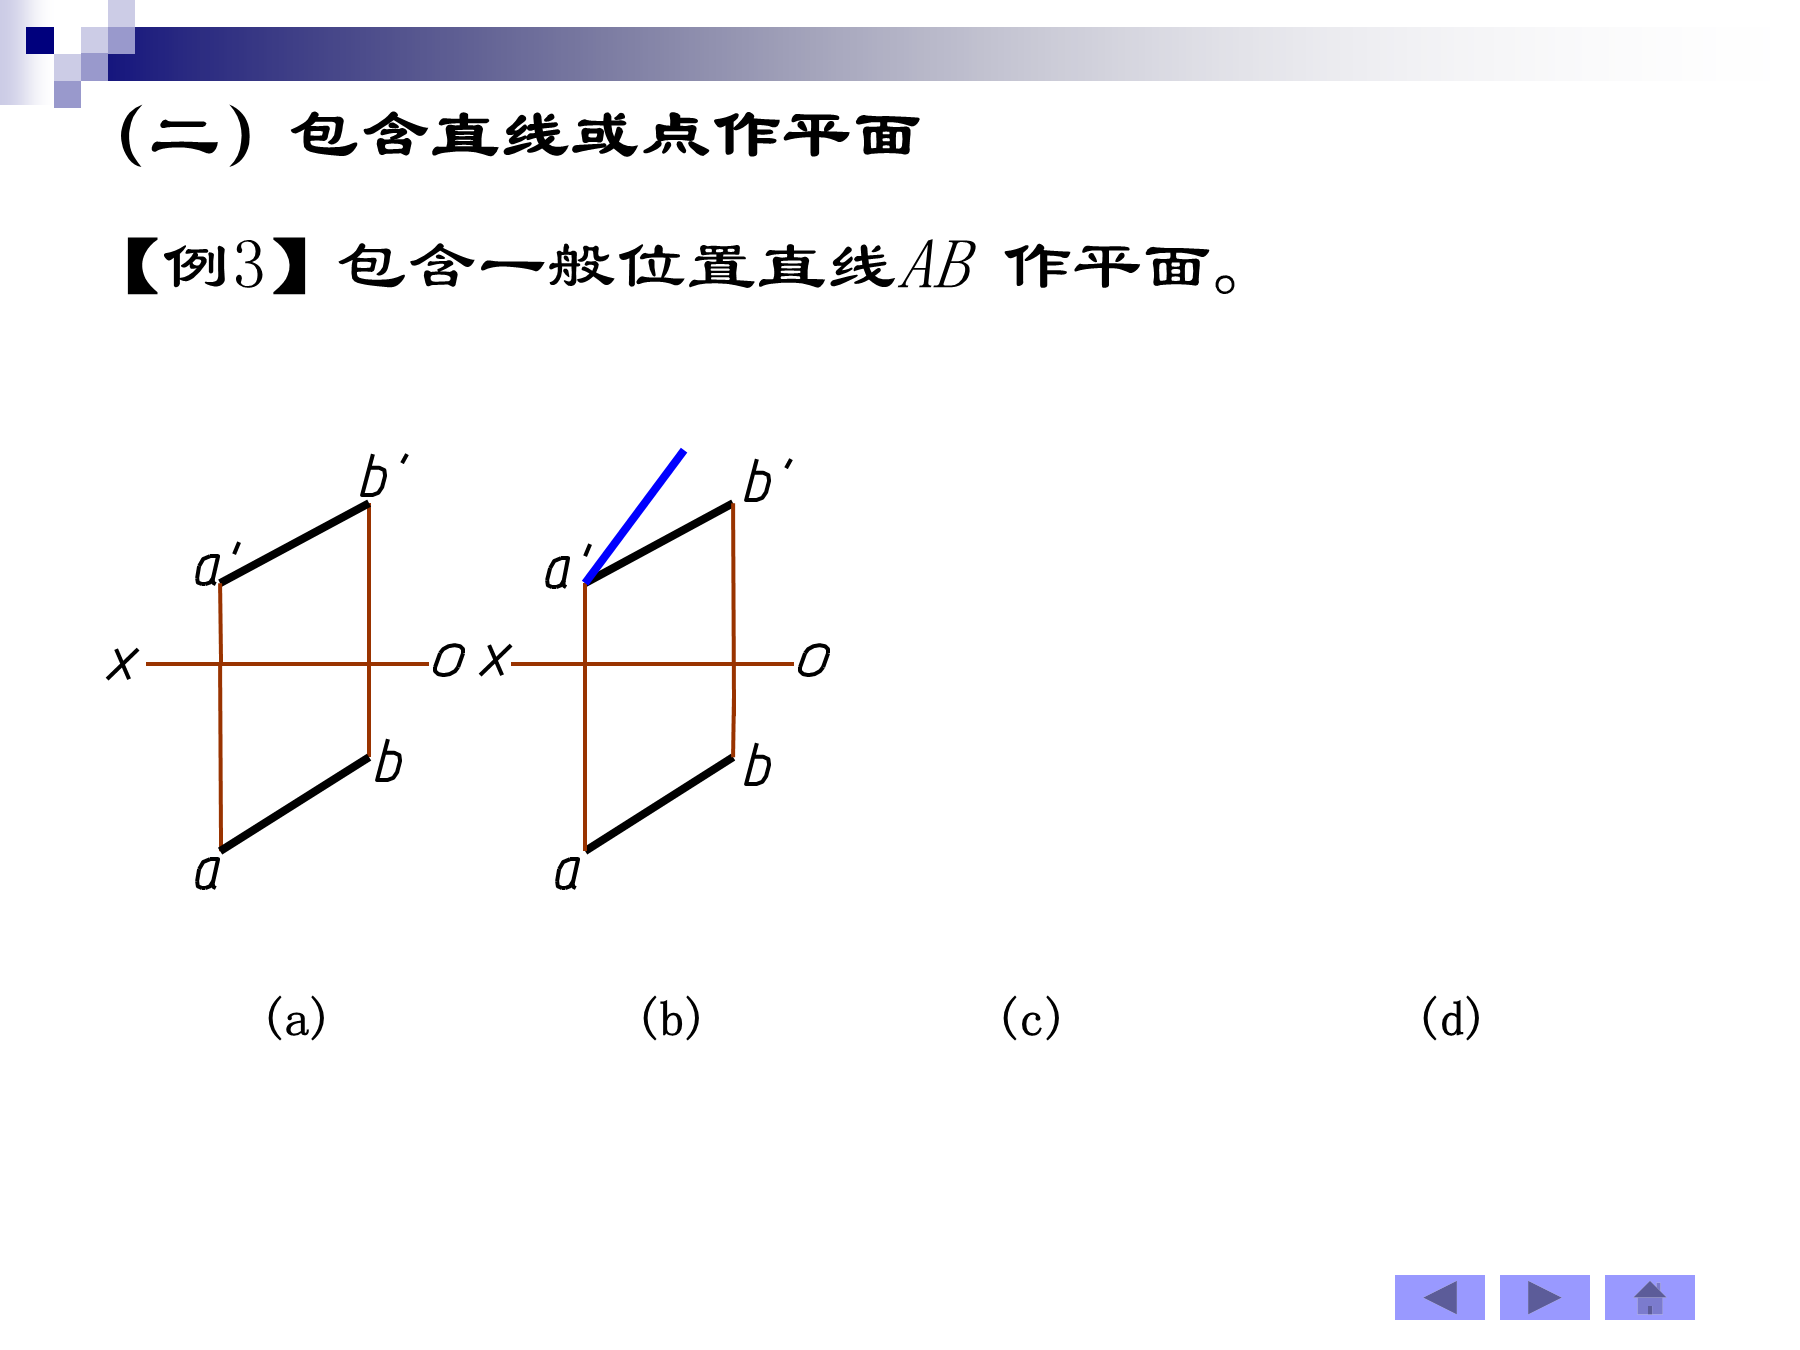 (二) 包含直线或点作平面
【例3】包含一般位置直线AB 作平面。
b′ b′
a′ a′
X O X O
b b
a a
(a) (b) (c) (d)